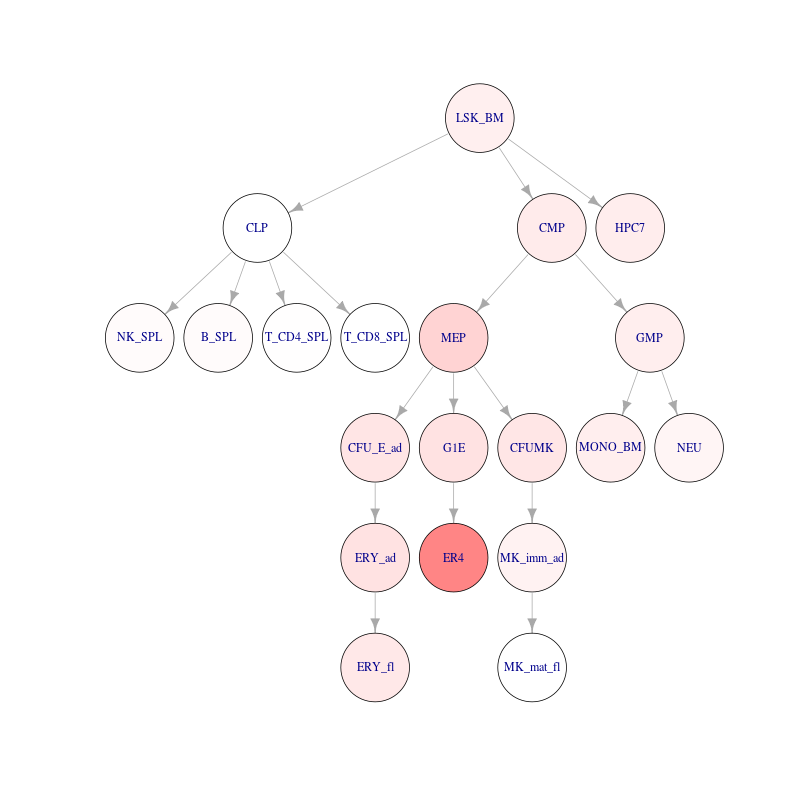 LSK_BM
CLP
CMP
HPC7
NK_SPL
B_SPL
T_CD4_SPL
T_CD8_SPL
MEP
GMP
CFU_E_ad
G1E
CFUMK
MONO_BM
NEU
ERY_ad
ER4
MK_imm_ad
ERY_fl
MK_mat_fl